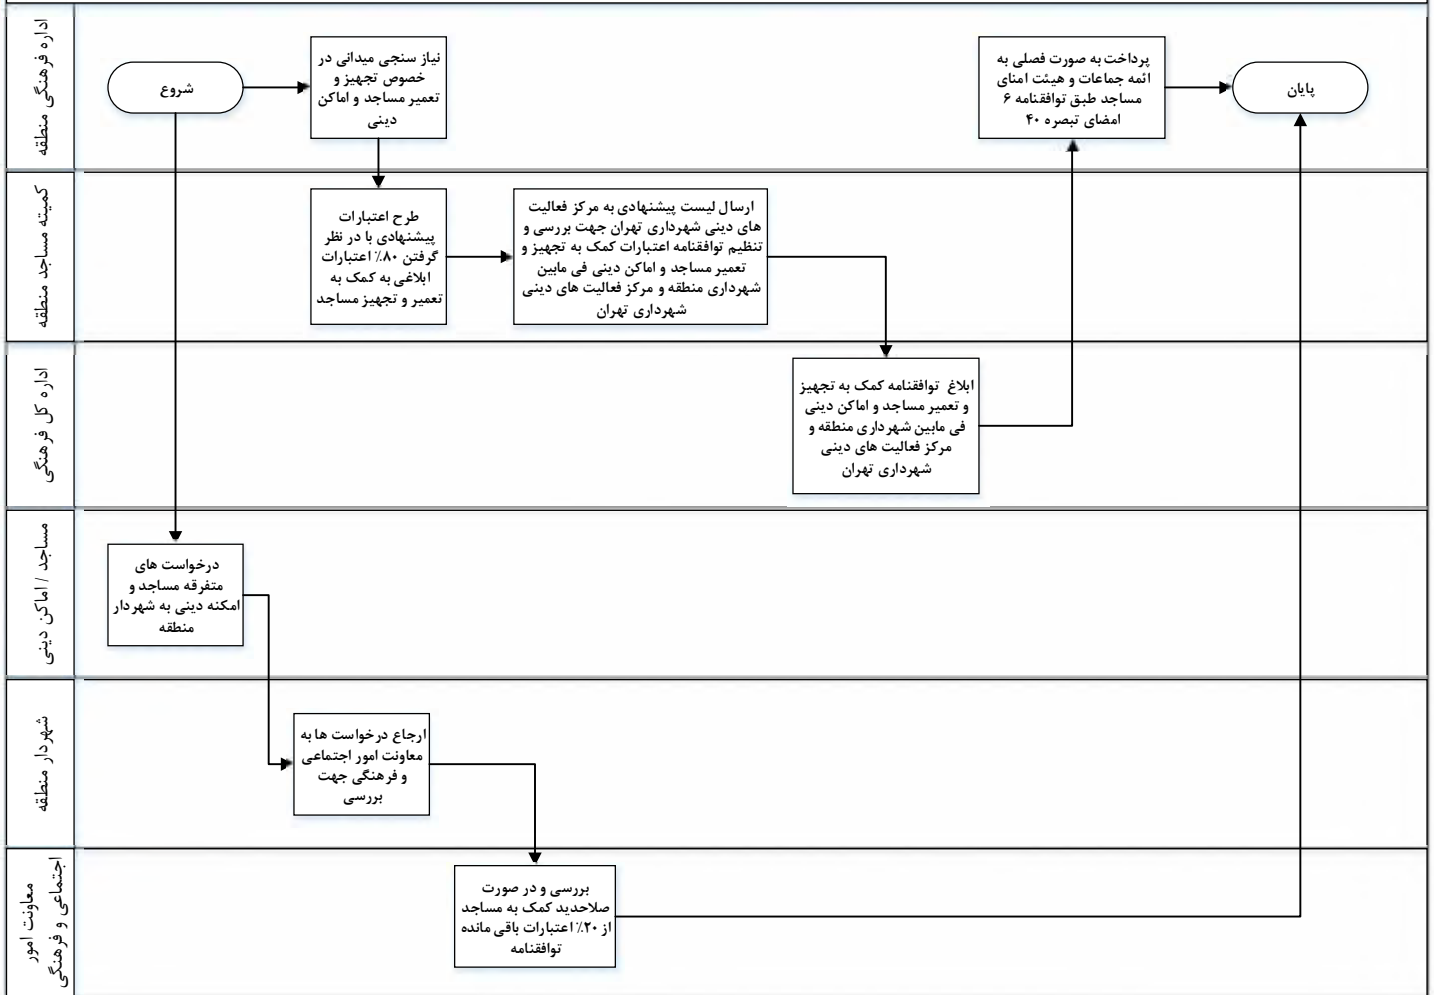 اداره فرهنگی منطقه
شروع
نیاز سنجی میدانی در
خصوص تجهیز و
تعمیر مساجد و اماکن
دینی
پرداخت به صورت فصلی به
ائمه جماعات و هیئت امنای
مساجد طبق توافقنامه ۶
امضای تبصره ۴۰
پایان
کمیته مساجد منطقه
طرح اعتبارات
پیشنهادی با در نظر
گرفتن ۸۰٪ اعتبارات
ابلاغی به کمک به
تعمیر و تجهیز مساجد
ارسال لیست پیشنهادی به مرکز فعالیت
های دینی شهرداری تهران جهت بررسی و
تنظیم توافقنامه اعتبارات کمک به تجهیز و
تعمیر مساجد و اماکن دینی فی مابین
شهرداری منطقه و مرکز فعالیت های دینی
شهرداری تهران
اداره کل فرهنگی
ابلاغ توافقنامه کمک به تجهیز
و تعمیر مساجد و اماکن دینی
فی مابین شهرداری منطقه و
مرکز فعالیت های دینی
شهرداری تهران
مساجد / اماکن دینی
درخواست های
متفرقه مساجد و
امکنه دینی به شهردار
منطقه
شهردار منطقه
ارجاع درخواست ها به
معاونت امور اجتماعی
و فرهنگی جهت
بررسی
معاونت امور
اجتماعی و فرهنگی
بررسی و در صورت
صلاحدید کمک به مساجد
از ۲۰٪ اعتبارات باقی مانده
توافقنامه